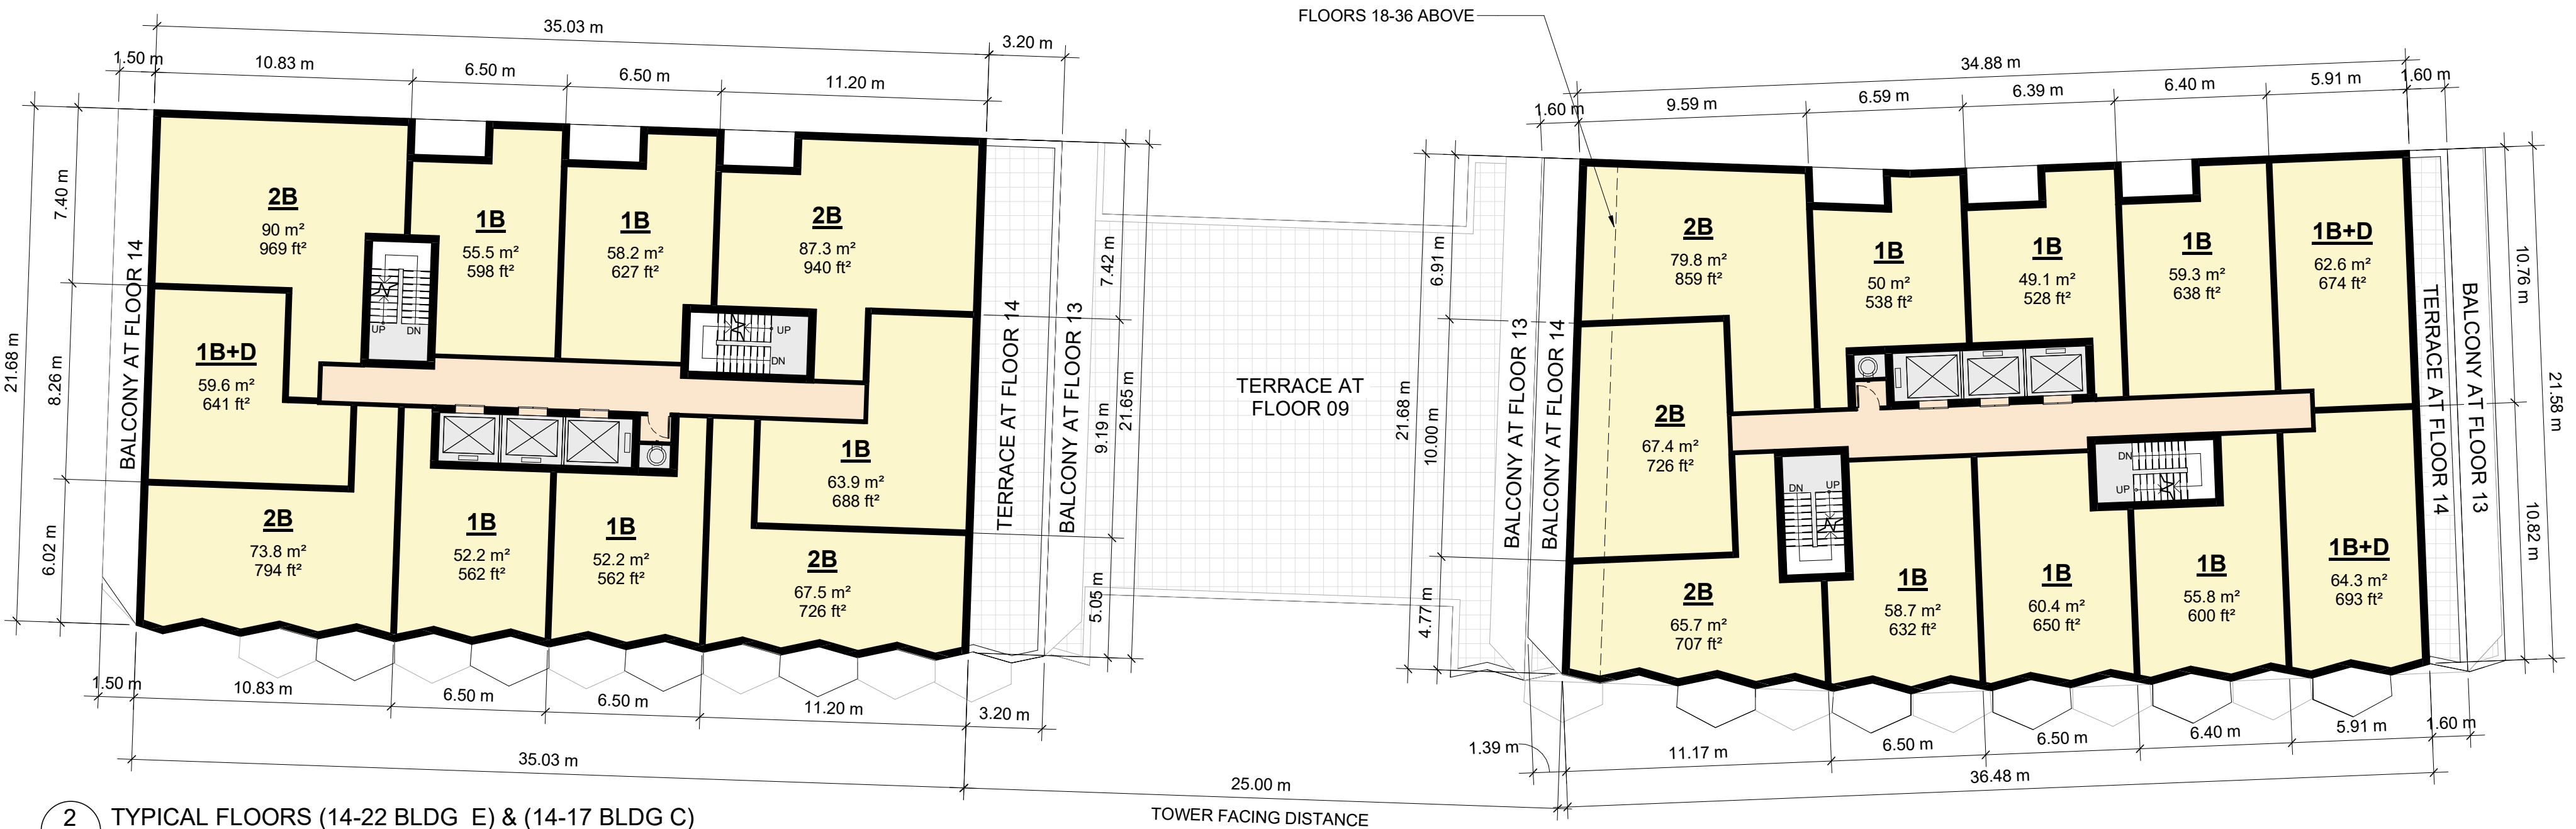 FLOORS 18-36 ABOVE
35.03 m
3.20 m
1.50 m
10.83 m
6.50 m
6.50 m
11.20 m
34.88 m
1.60 m
9.59 m
6.59 m
6.39 m
6.40 m
5.91 m
1.60 m
21.68 m
7.40 m
8.26 m
6.02 m
BALCONY AT FLOOR 14
2B
90 m²
969 ft²
1B
55.5 m²
598 ft²
1B
58.2 m²
627 ft²
2B
87.3 m²
940 ft²
UP
DN
UP
DN
1B+D
59.6 m²
641 ft²
1B
63.9 m²
688 ft²
2B
73.8 m²
794 ft²
1B
52.2 m²
562 ft²
1B
52.2 m²
562 ft²
2B
67.5 m²
726 ft²
TERRACE AT FLOOR 14
BALCONY AT FLOOR 13
7.42 m
9.19 m
5.05 m
21.65 m
TERRACE AT
FLOOR 09
21.68 m
6.91 m
10.00 m
4.77 m
BALCONY AT FLOOR 13
BALCONY AT FLOOR 14
2B
79.8 m²
859 ft²
1B
50 m²
538 ft²
1B
49.1 m²
528 ft²
1B
59.3 m²
638 ft²
1B+D
62.6 m²
674 ft²
2B
67.4 m²
726 ft²
DN
UP
DN
UP
2B
65.7 m²
707 ft²
1B
58.7 m²
632 ft²
1B
60.4 m²
650 ft²
1B
55.8 m²
600 ft²
1B+D
64.3 m²
693 ft²
TERRACE AT FLOOR 14
BALCONY AT FLOOR 13
10.76 m
10.82 m
21.58 m
1.50 m
10.83 m
6.50 m
6.50 m
11.20 m
3.20 m
35.03 m
25.00 m
TOWER FACING DISTANCE
1.39 m
11.17 m
6.50 m
6.50 m
6.40 m
5.91 m
1.60 m
36.48 m
2
TYPICAL FLOORS (14-22 BLDG E) & (14-17 BLDG C)